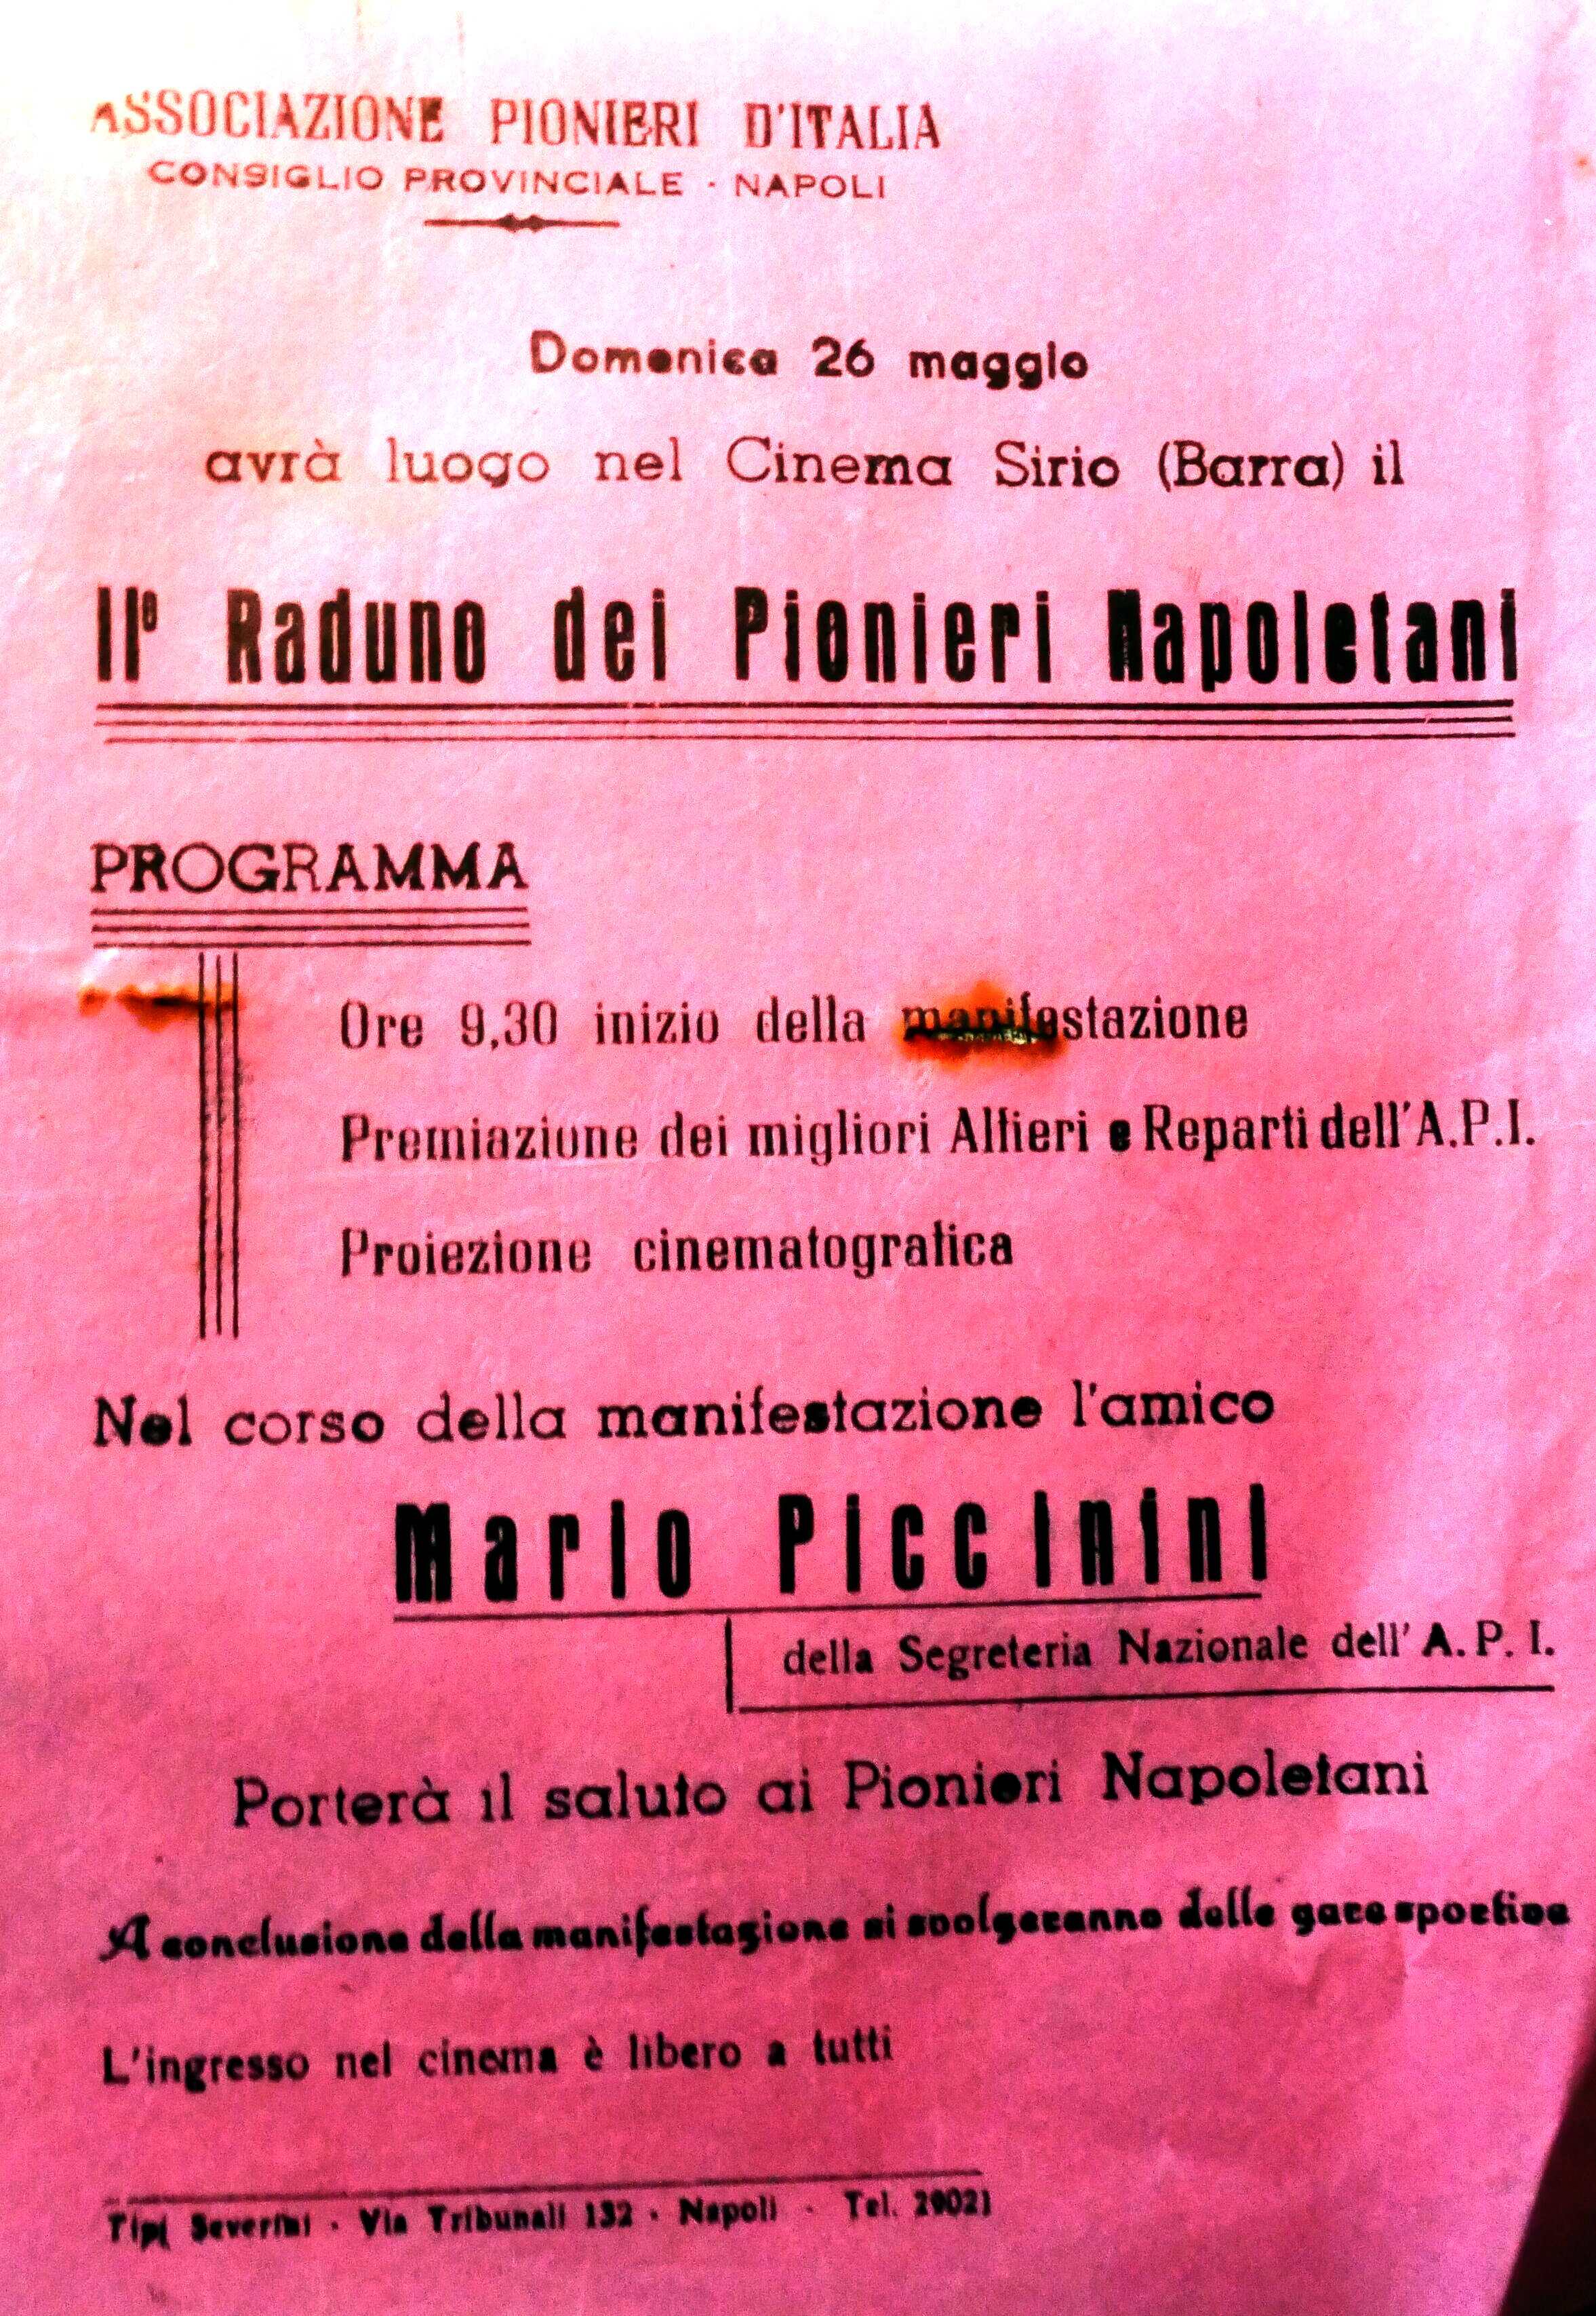 ASSOCIAZIONE PIONIERI D'ITALIA
CONSIGLIO PROVINCIALE - NAPOLI
Domenica 26 maggio
avrà luogo nel Cinema Sirio (Barra) il
II° Raduno dei Pionieri Napoletani
PROGRAMMA
Ore 9,30 inizio della manifestazione
Premiazione dei migliori Alfieri e Reparti dell'A.P.I.
Proiezione cinematografica
Nel corso della manifestazione l'amico
Mario Piccinini
della Segreteria Nazionale dell' A. P. I.
Porterà il saluto ai Pionieri Napoletani
A conclusione della manifestazione si svolgeranno delle gare sportive
L'ingresso nel cinema è libero a tutti
Tipi Severini - Via Tribunali 132 - Napoli - Tel. 29021